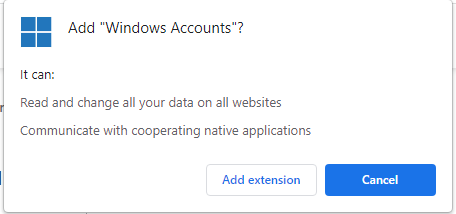 Add "Windows Accounts"?
It can:
Read and change all your data on all websites
Communicate with cooperating native applications
Add extension
Cancel